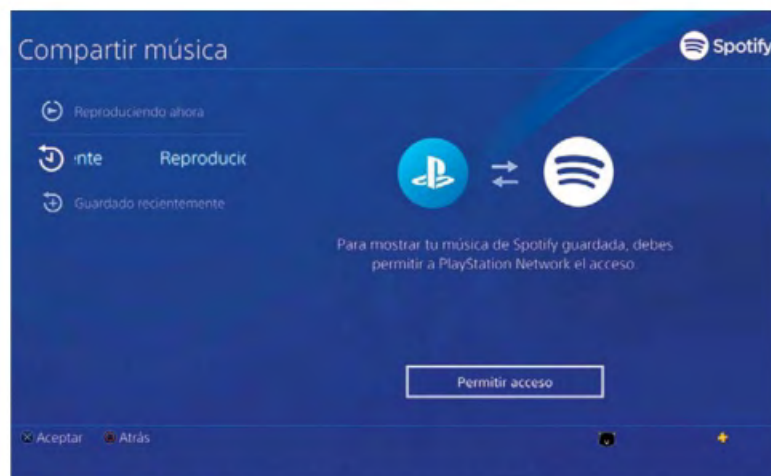 Compartir música
Spotify
Reproduciendo ahora
nte Reproducic
Guardado recientemente
Para mostrar tu música de Spotify guardada, debes
permitir a PlayStation Network el acceso.
Permitir acceso
Aceptar Atrás